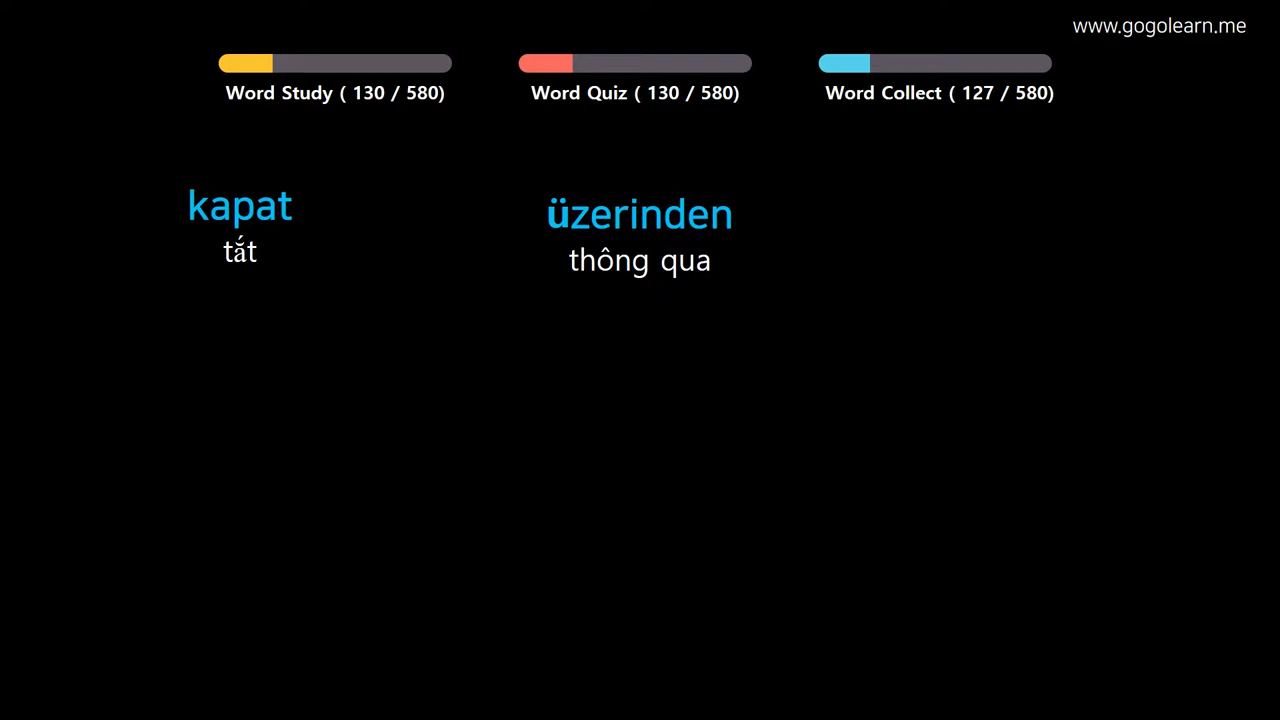 www.gogolearn.me
Word Study ( 130 / 580)
Word Quiz ( 130 / 580)
Word Collect ( 127 / 580)
kapat
tắt
üzerinden
thông qua